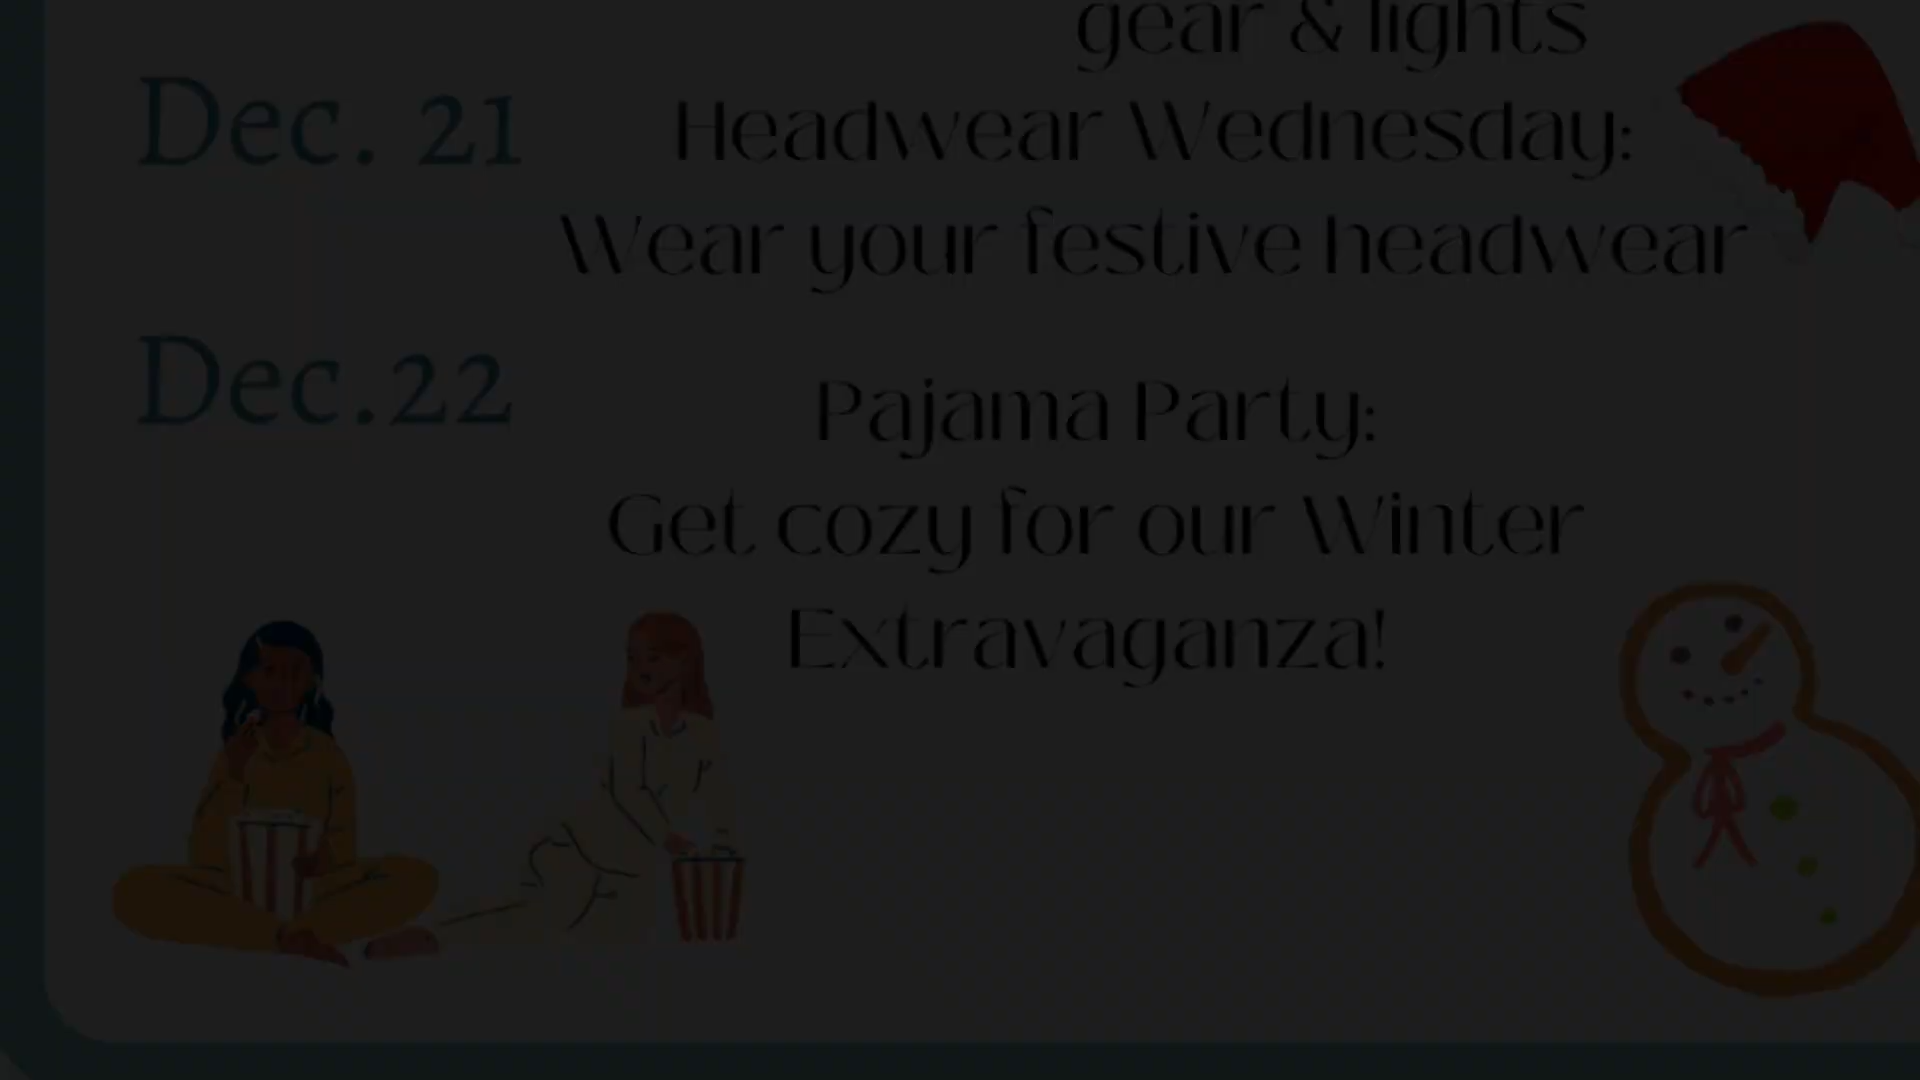 gear & lights
Dec. 21
Headwear Wednesday:
Wear your festive headwear
Dec.22
Pajama Party:
Get cozy for our Winter
Extravaganza!